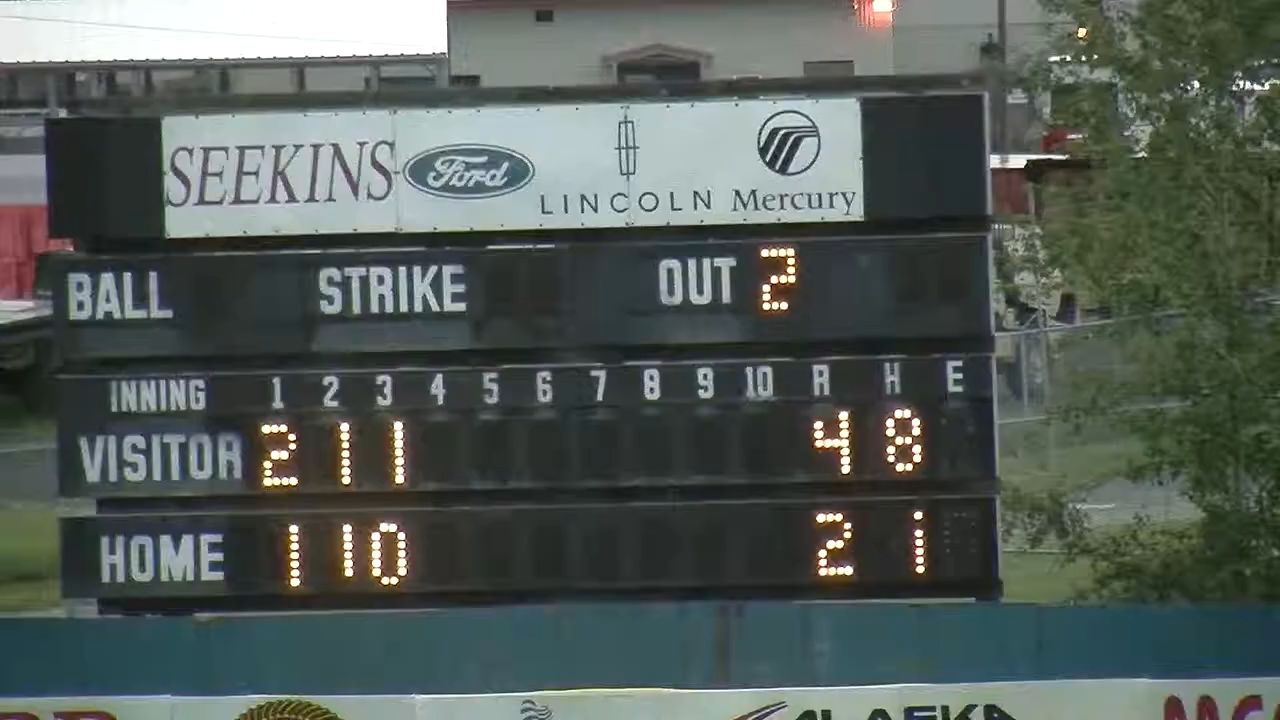 SEEKINS Ford LINCOLN Mercury
BALL STRIKE OUT 2
INNING 1 2 3 4 5 6 7 8 9 10 R H E
VISITOR 2 1 1 4 8
HOME 1 1 0 2 1
ALASKA